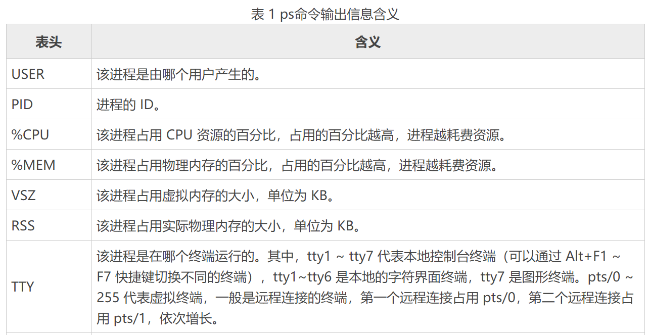 表 1 ps命令输出信息含义
表头
含义
USER
该进程是由哪个用户产生的。
PID
进程的 ID。
%CPU
该进程占用 CPU 资源的百分比，占用的百分比越高，进程越耗费资源。
%MEM
该进程占用物理内存的百分比，占用的百分比越高，进程越耗费资源。
VSZ
该进程占用虚拟内存的大小，单位为 KB。
RSS
该进程占用实际物理内存的大小，单位为 KB。
TTY
该进程是在哪个终端运行的。其中，tty1 ~ tty7 代表本地控制台终端（可以通过 Alt+F1 ~
F7 快捷键切换不同的终端），tty1~tty6 是本地的字符界面终端，tty7 是图形终端。pts/0 ~
255 代表虚拟终端，一般是远程连接的终端，第一个远程连接占用 pts/0，第二个远程连接占
用 pts/1，依次增长。